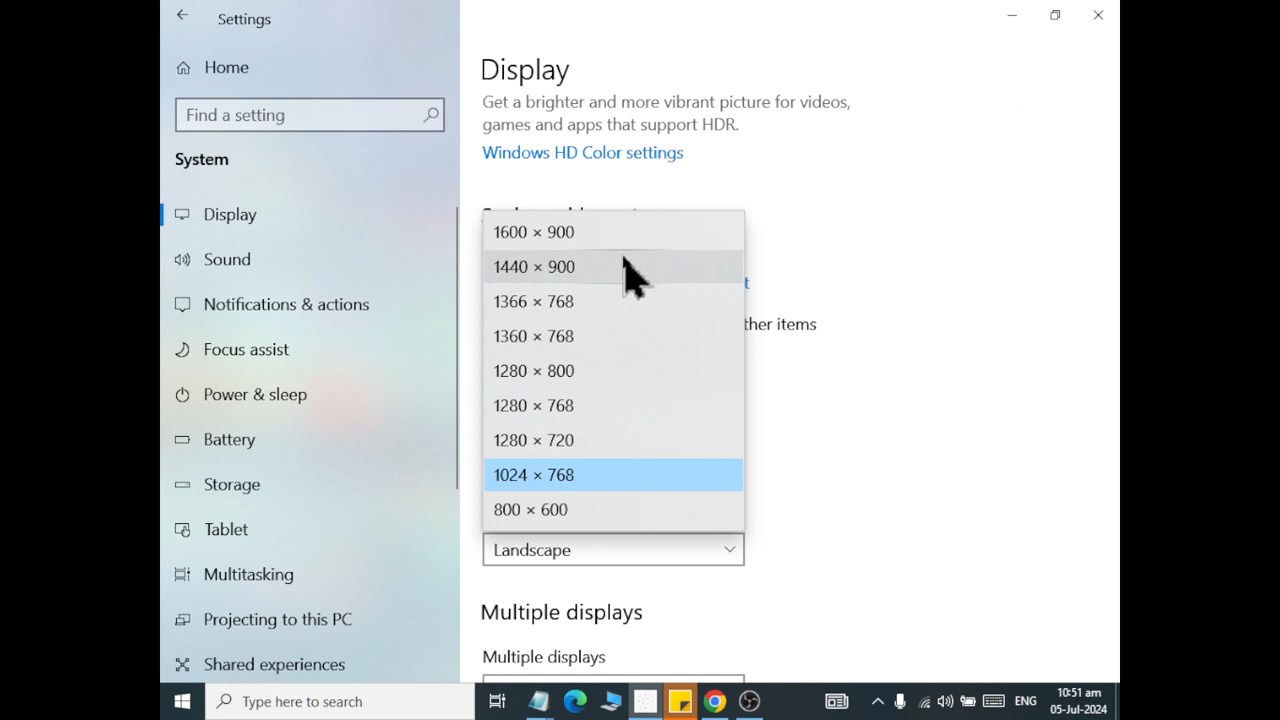 Settings
Home
Find a setting
System
Display
Sound
Notifications & actions
Focus assist
Power & sleep
Battery
Storage
Tablet
Multitasking
Projecting to this PC
Shared experiences
Display
Get a brighter and more vibrant picture for videos,
games and apps that support HDR.
Windows HD Color settings
1600 × 900
1440 × 900
1366 × 768
1360 × 768
1280 × 800
1280 × 768
1280 × 720
1024 × 768
800 × 600
items
Landscape
Multiple displays
Multiple displays
Type here to search
ENG
10:51 am
05-Jul-2024